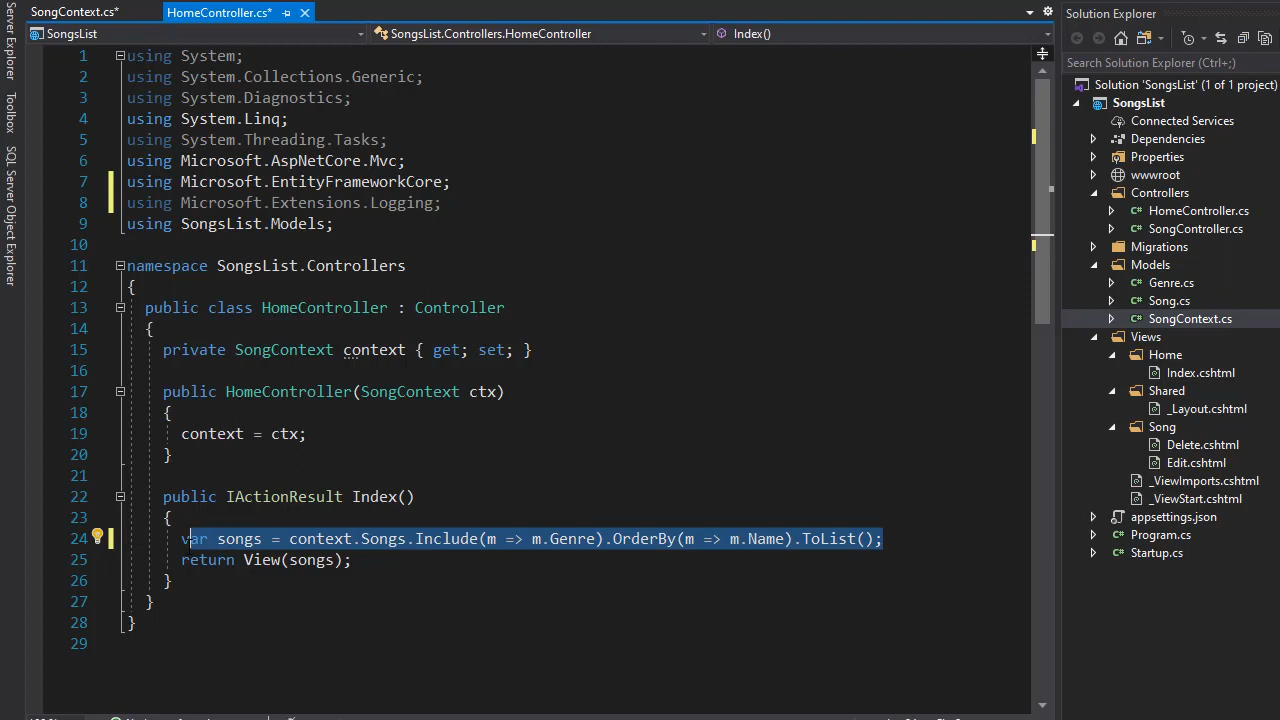 SongContext.cs*
HomeController.cs*
SongsList
SongsList.Controllers.HomeController
Index()
Server Explorer
Toolbox
SQL Server Object Explorer
1 using System;
2 using System.Collections.Generic;
3 using System.Diagnostics;
4 using System.Linq;
5 using System.Threading.Tasks;
6 using Microsoft.AspNetCore.Mvc;
7 using Microsoft.EntityFrameworkCore;
8 using Microsoft.Extensions.Logging;
9 using SongsList.Models;
10
11 namespace SongsList.Controllers
12 {
13 public class HomeController : Controller
14 {
15 private SongContext context { get; set; }
16
17 public HomeController(SongContext ctx)
18 {
19 context = ctx;
20 }
21
22 public IActionResult Index()
23 {
24 var songs = context.Songs.Include(m => m.Genre).OrderBy(m => m.Name).ToList();
25 return View(songs);
26 }
27 }
28 }
29
Solution Explorer
Search Solution Explorer (Ctrl+;)
Solution 'SongsList' (1 of 1 project)
SongsList
Connected Services
Dependencies
Properties
wwwroot
Controllers
HomeController.cs
SongController.cs
Migrations
Models
Genre.cs
Song.cs
SongContext.cs
Views
Home
Index.cshtml
Shared
_Layout.cshtml
Song
Delete.cshtml
Edit.cshtml
_ViewImports.cshtml
_ViewStart.cshtml
appsettings.json
Program.cs
Startup.cs